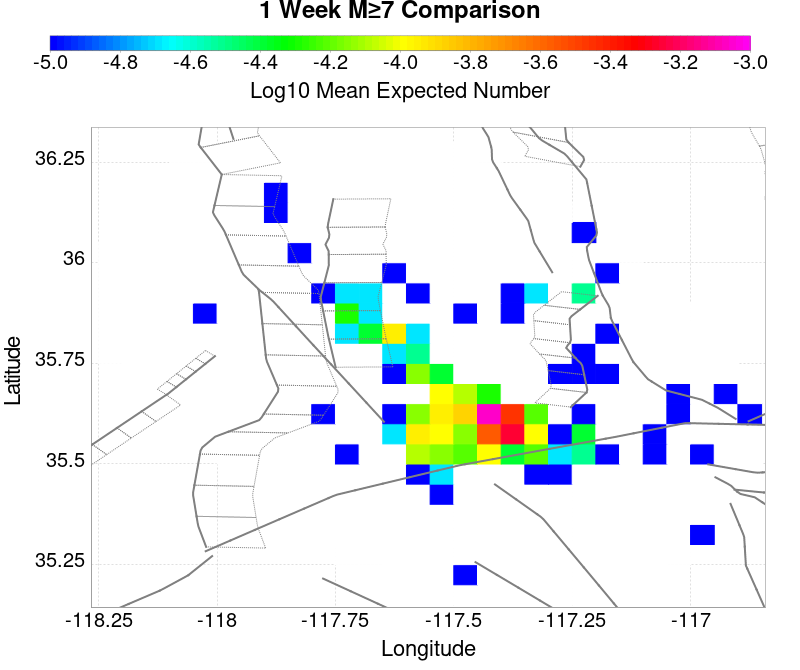 1 Week M≥7 Comparison
-5.0 -4.8 -4.6 -4.4 -4.2 -4.0 -3.8 -3.6 -3.4 -3.2 -3.0
Log10 Mean Expected Number
36.25
36
35.75
35.5
35.25
Latitude
-118.25 -118 -117.75 -117.5 -117.25 -117
Longitude